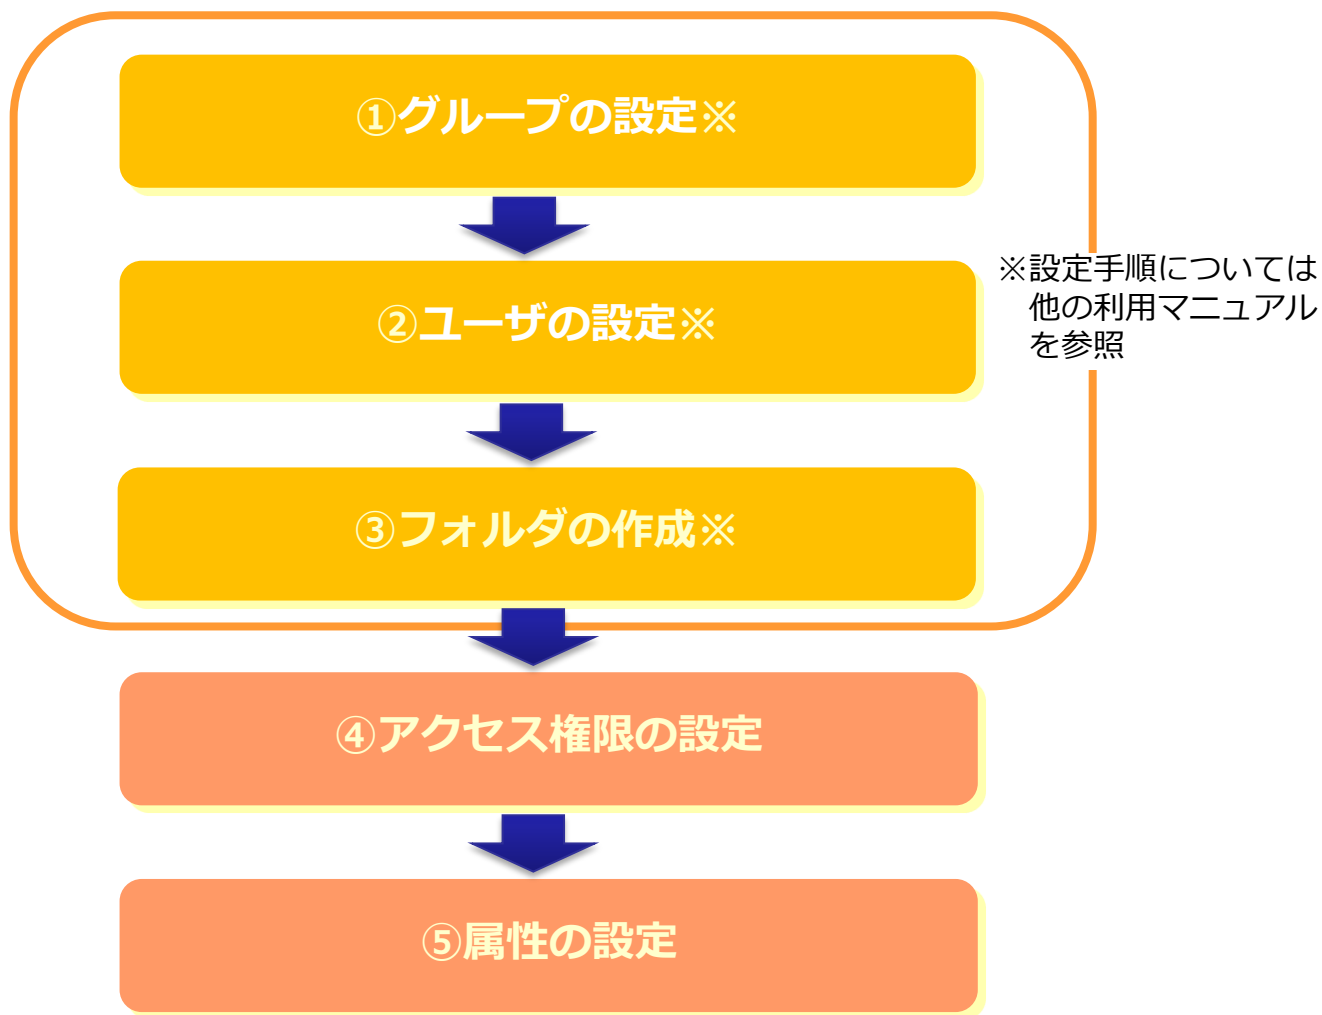 ①グループの設定※
②ユーザの設定※
※設定手順については
他の利用マニュアル
を参照
③フォルダの作成※
④アクセス権限の設定
⑤属性の設定